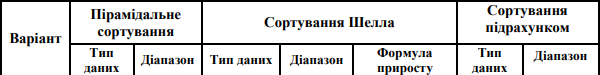 Варіант
Пірамідальне
сортування
Сортування Шелла
Сортування
підрахунком
Тип
даних
Діапазон
Тип даних
Діапазон
Формула
приросту
Тип
даних
Діапазон